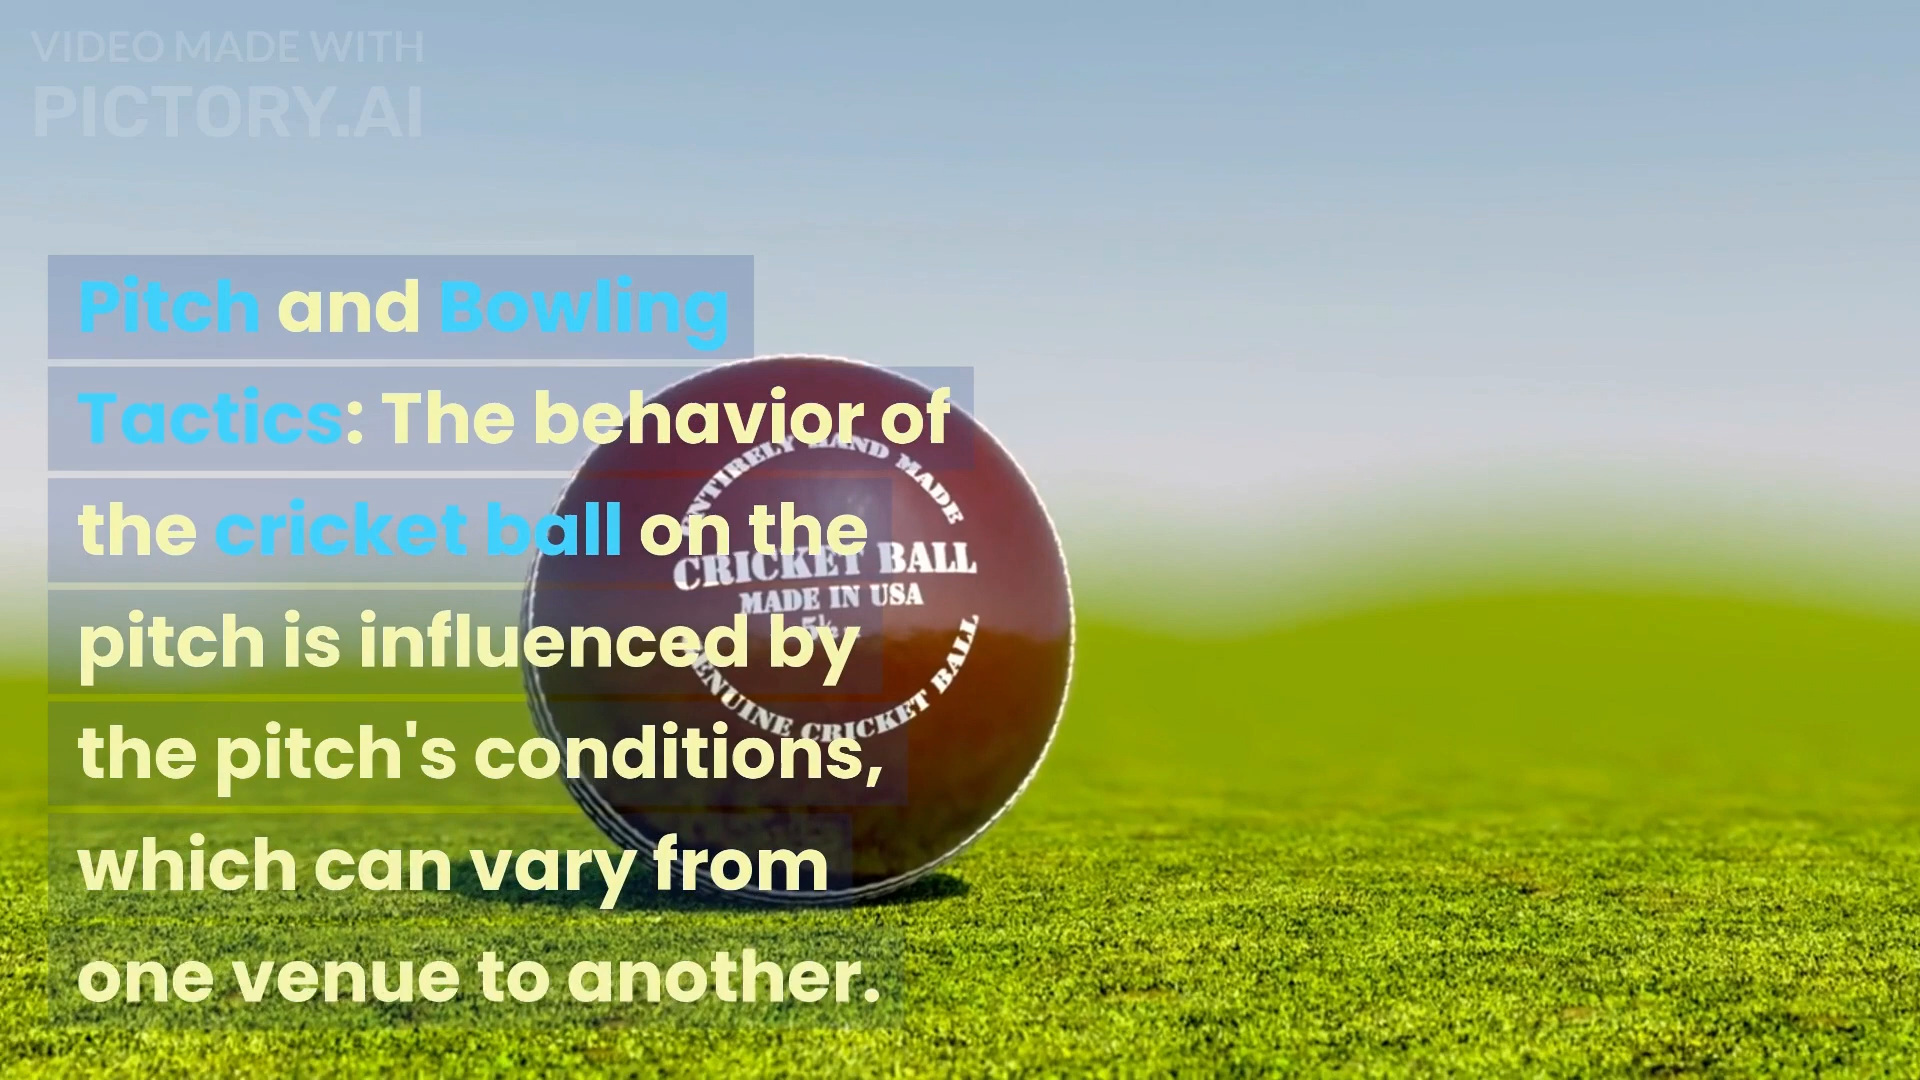 VIDEO MADE WITH
PICTORY.AI
Pitch and Bowling
Tactics: The behavior of
the cricket ball on the
pitch is influenced by
the pitch's conditions,
which can vary from
one venue to another.
ENTIRELY HAND MADE
CRICKET BALL
MADE IN USA
5½
GENUINE CRICKET BALL